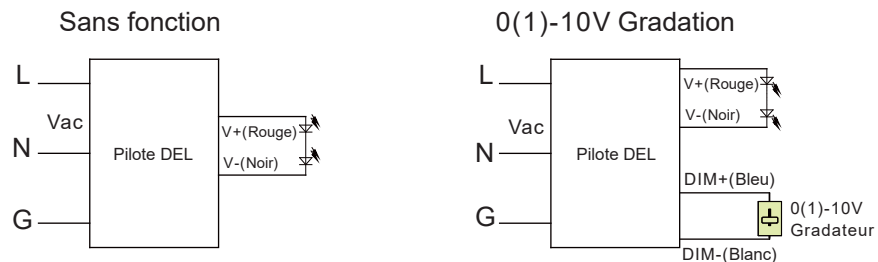 Sans fonction
L
Vac
N
G
Pilote DEL
V+(Rouge)
V-(Noir)
0(1)-10V Gradation
L
Vac
N
G
Pilote DEL
V+(Rouge)
V-(Noir)
DIM+(Bleu)
0(1)-10V
Gradateur
DIM-(Blanc)